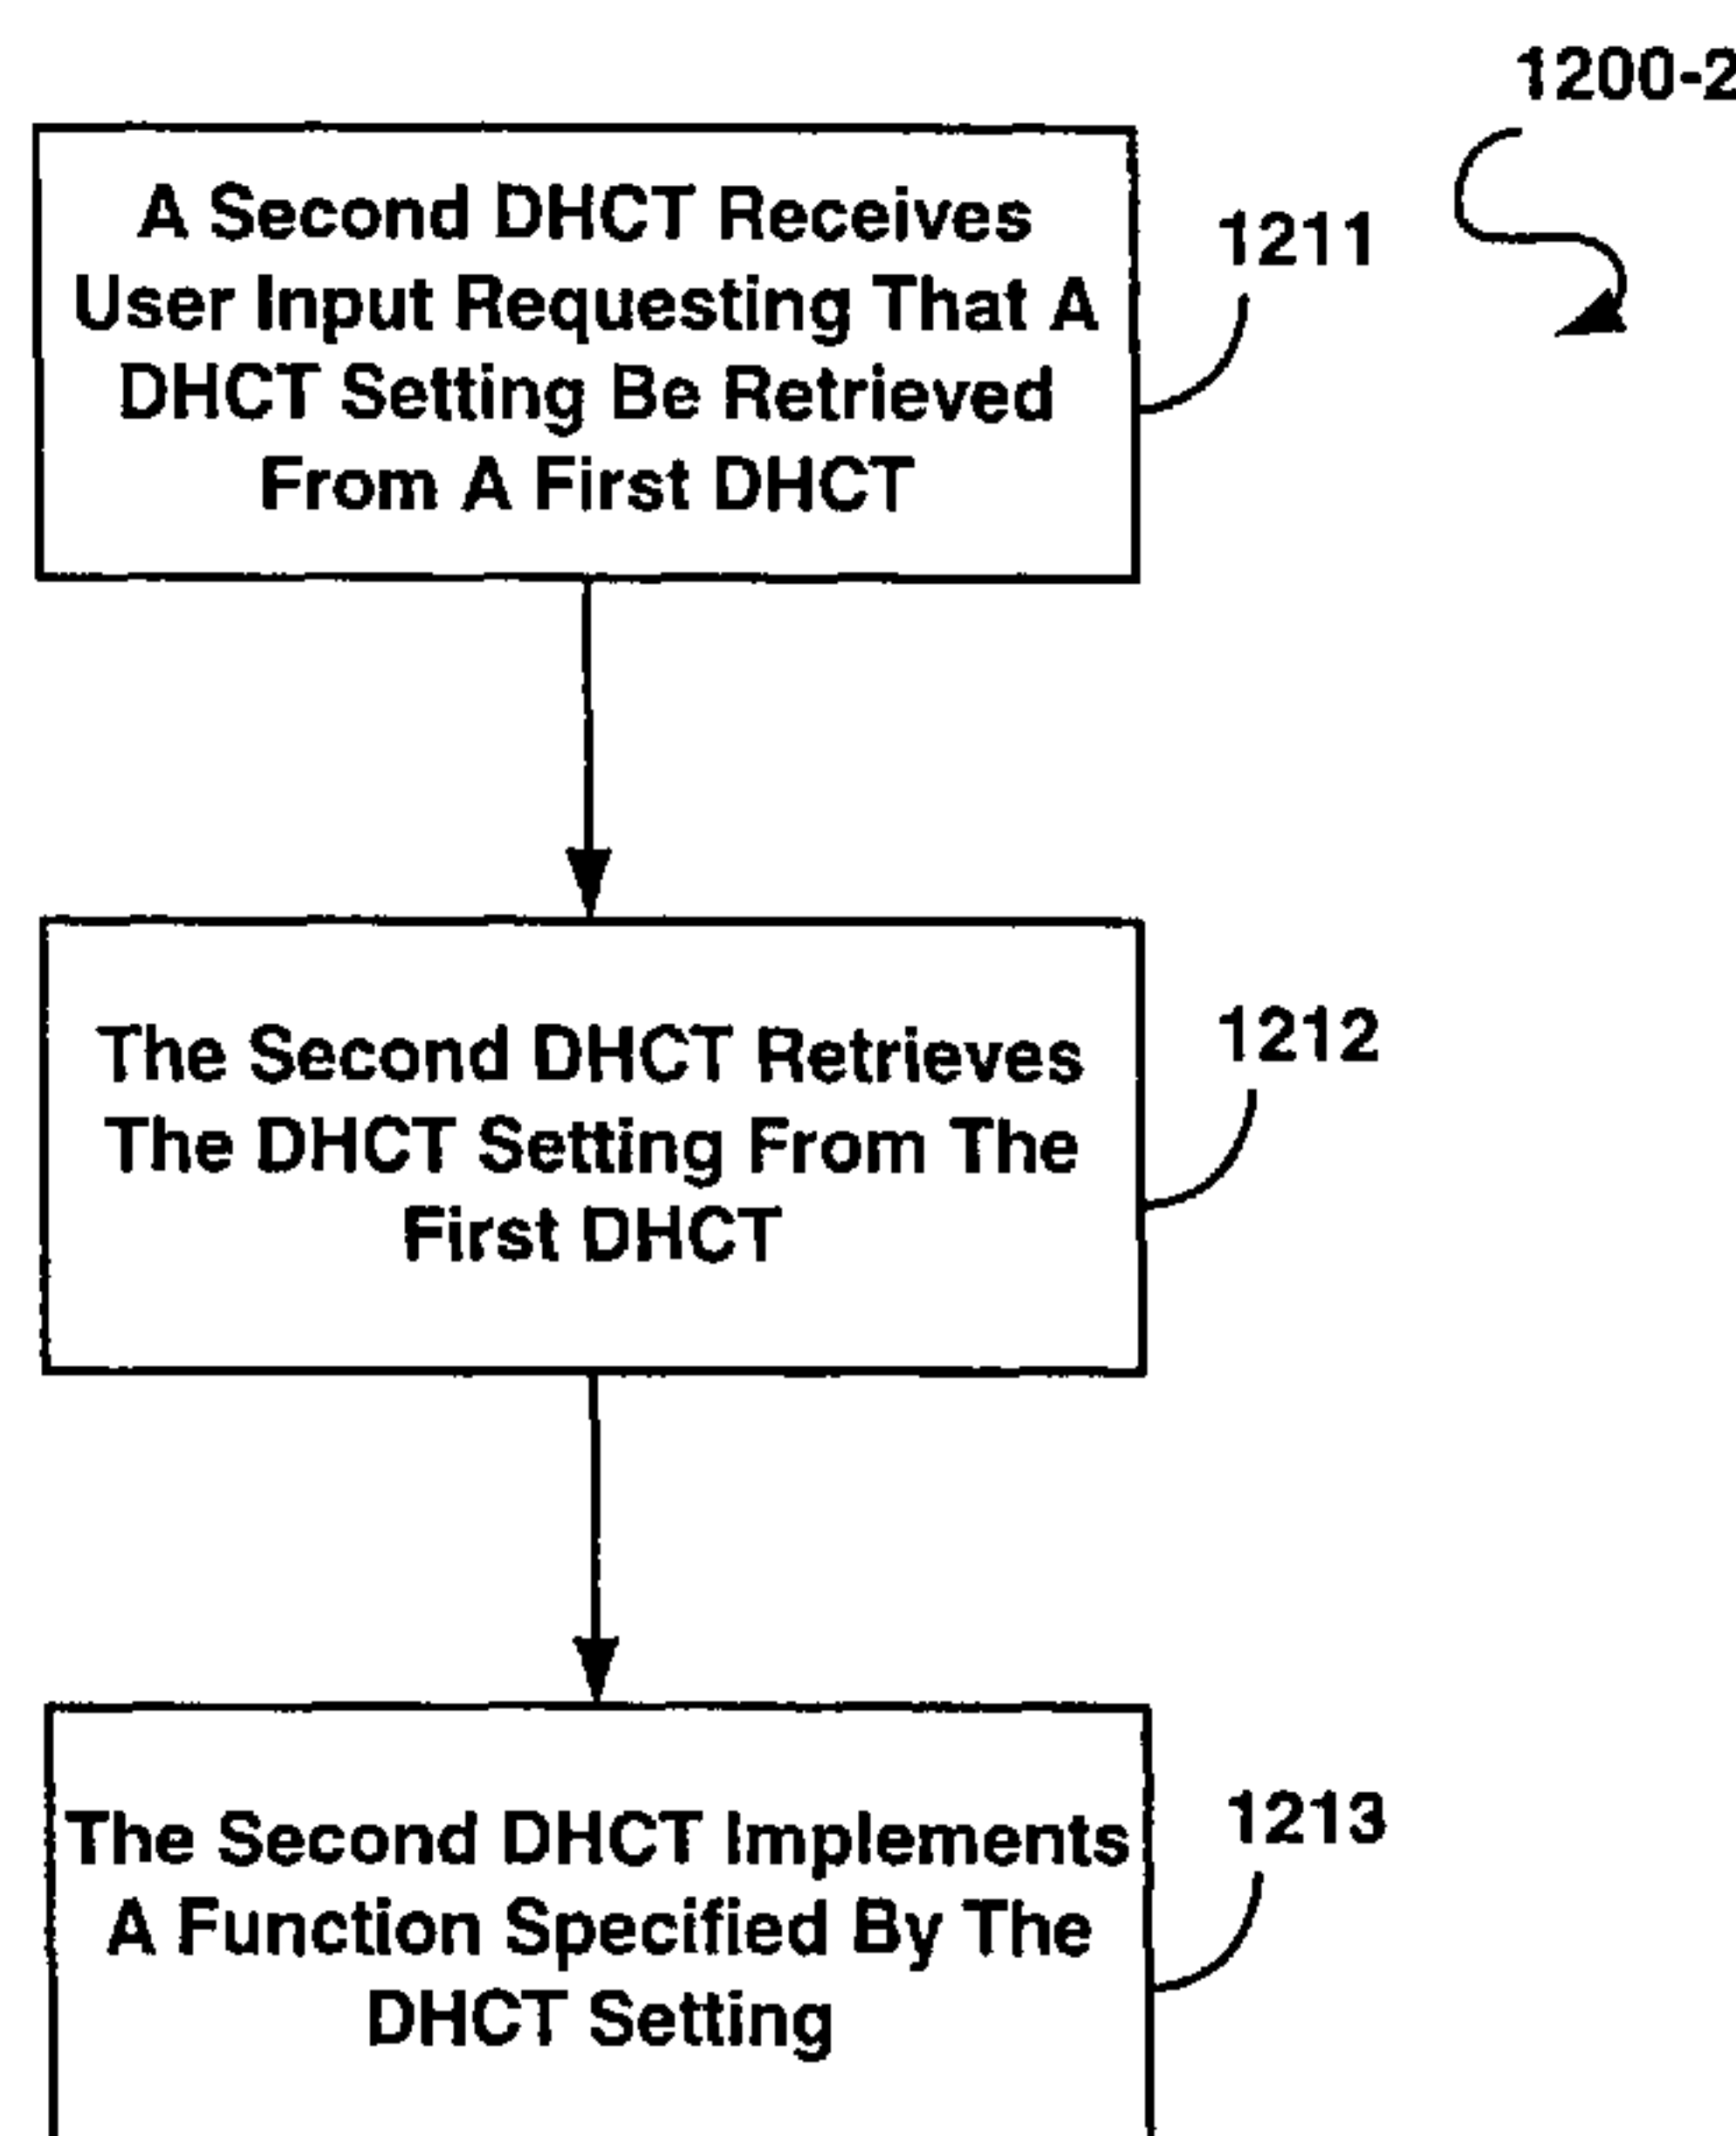 1200-2
A Second DHCT Receives
User Input Requesting That A
DHCT Setting Be Retrieved
From A First DHCT
1211
The Second DHCT Retrieves
The DHCT Setting From The
First DHCT
1212
The Second DHCT Implements
A Function Specified By The
DHCT Setting
1213